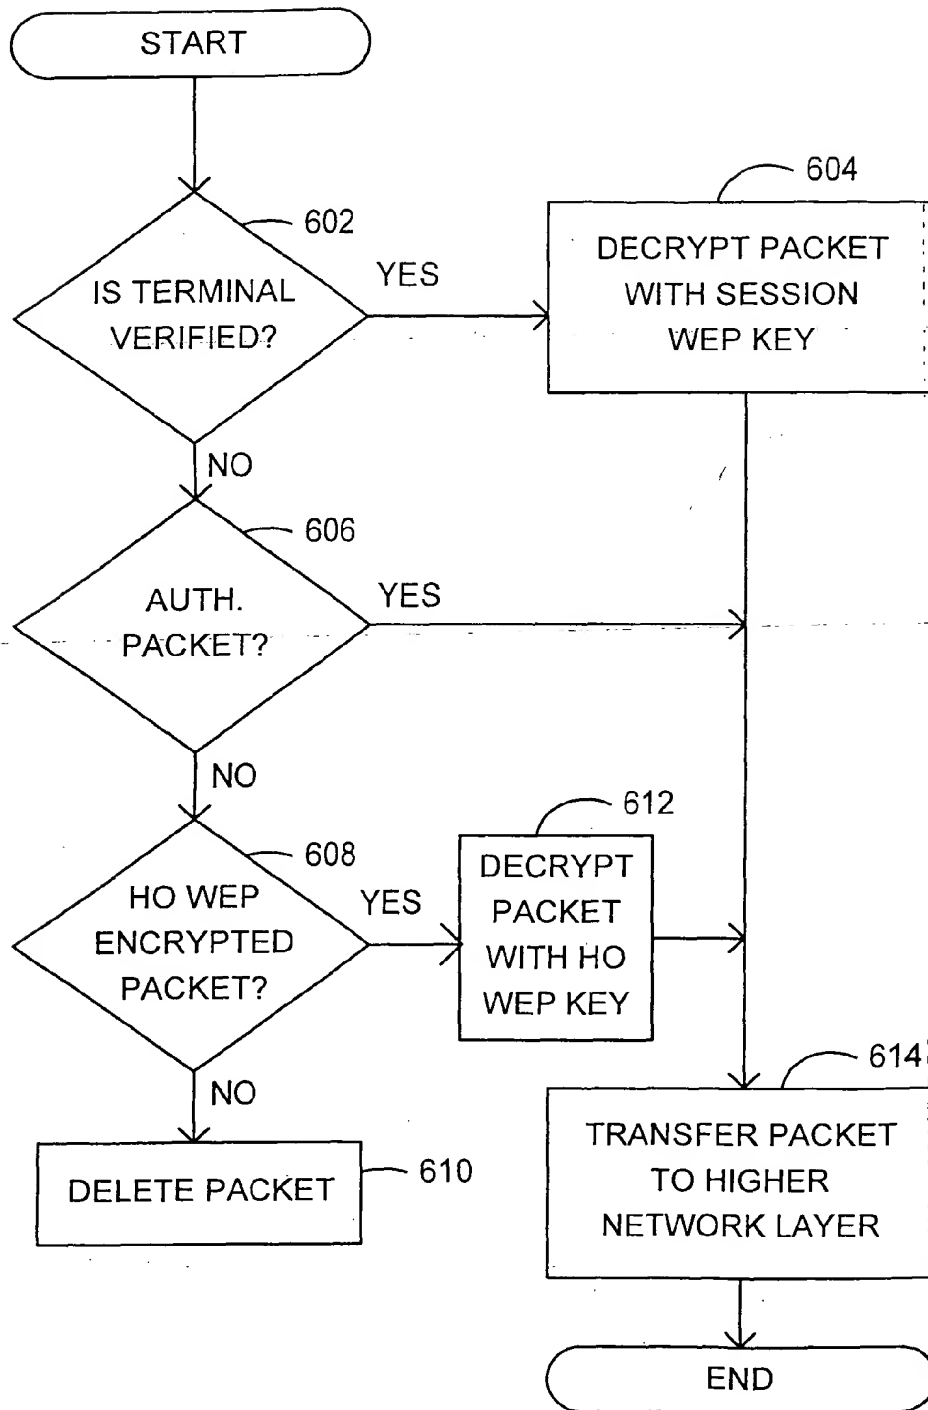 START
602
IS TERMINAL
VERIFIED?
YES
604
DECRYPT PACKET
WITH SESSION
WEP KEY
NO
606
AUTH.
PACKET?
YES
NO
608
HO WEP
ENCRYPTED
PACKET?
YES
612
DECRYPT
PACKET
WITH HO
WEP KEY
NO
610
DELETE PACKET
614
TRANSFER PACKET
TO HIGHER
NETWORK LAYER
END